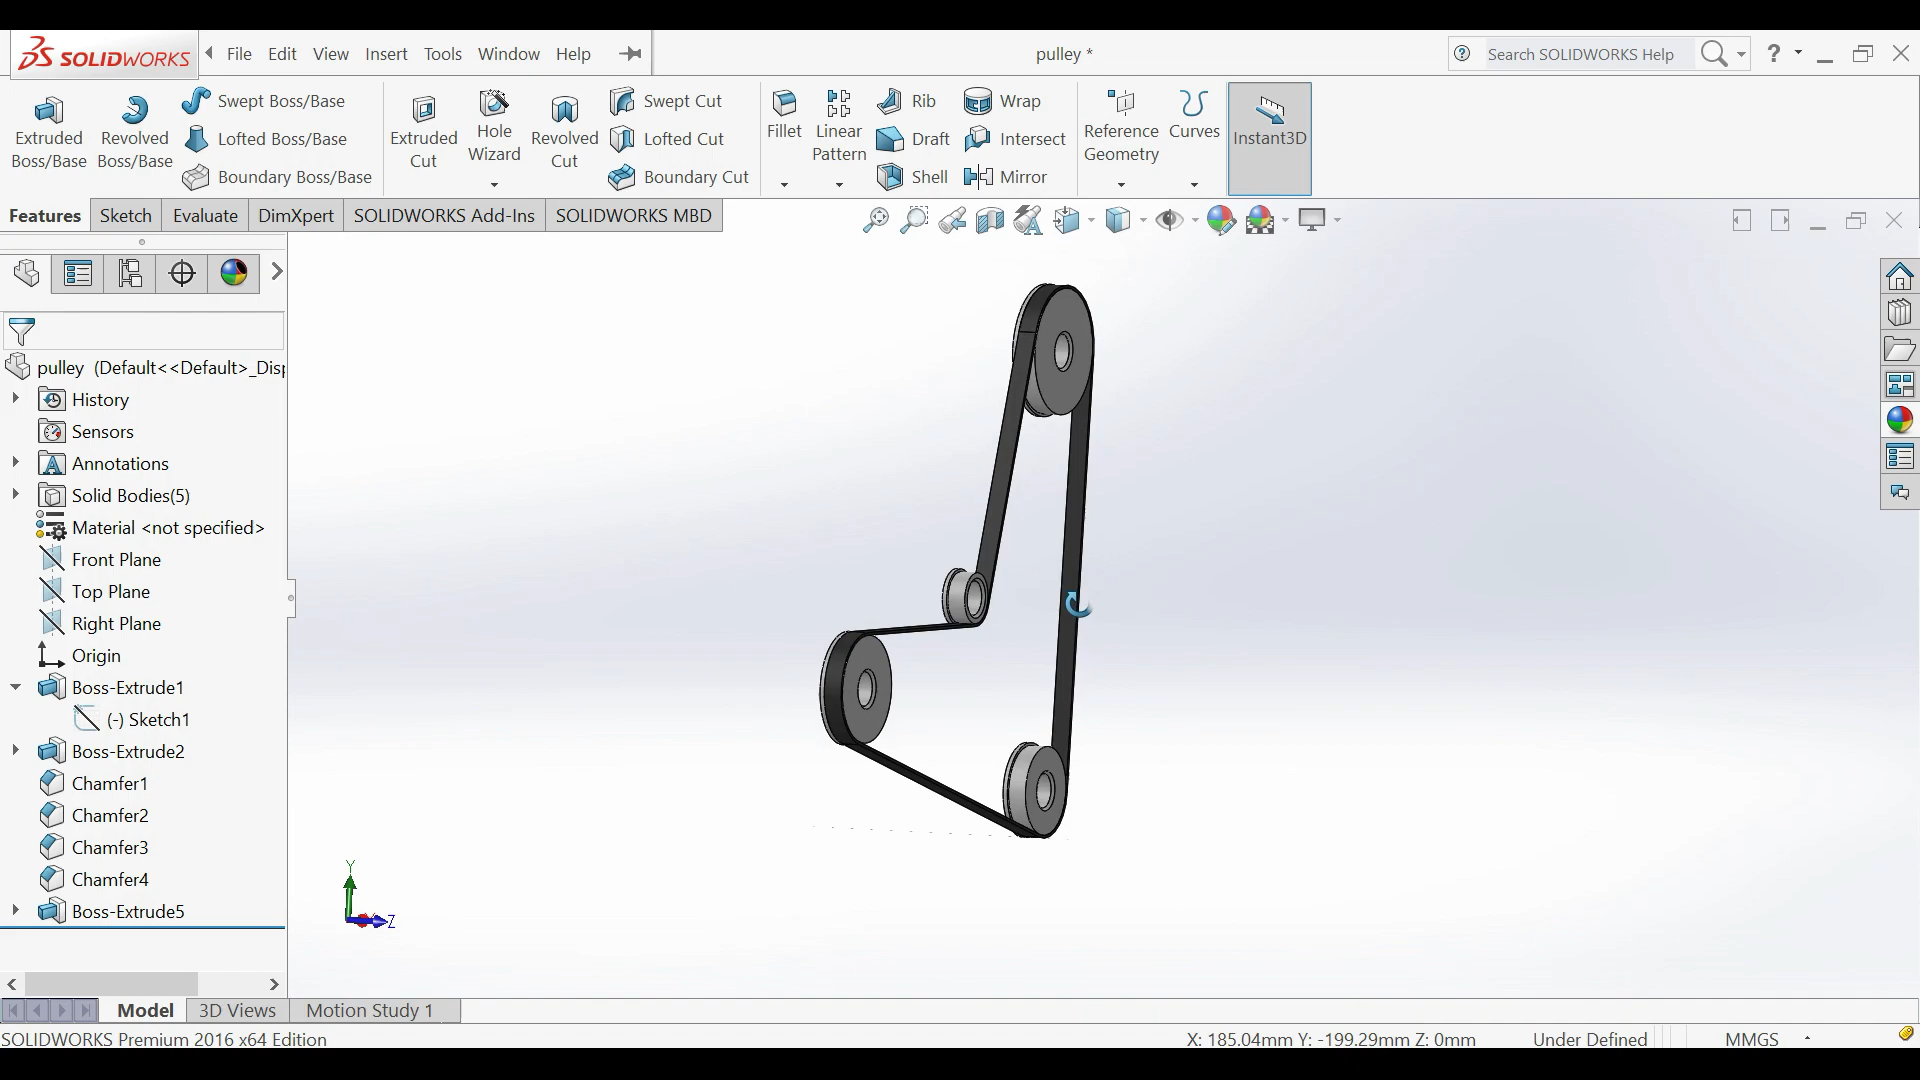 SOLIDWORKS
File Edit View Insert Tools Window Help
pulley *
Search SOLIDWORKS Help
?
Extruded Boss/Base
Revolved Boss/Base
Swept Boss/Base
Lofted Boss/Base
Boundary Boss/Base
Extruded Cut
Hole Wizard
Revolved Cut
Swept Cut
Lofted Cut
Boundary Cut
Fillet
Linear Pattern
Rib
Draft
Shell
Wrap
Intersect
Mirror
Reference Geometry
Curves
Instant3D
Features Sketch Evaluate DimXpert SOLIDWORKS Add-Ins SOLIDWORKS MBD
pulley (Default<<Default>_Disp
History
Sensors
Annotations
Solid Bodies(5)
Material <not specified>
Front Plane
Top Plane
Right Plane
Origin
Boss-Extrude1
(-) Sketch1
Boss-Extrude2
Chamfer1
Chamfer2
Chamfer3
Chamfer4
Boss-Extrude5
Y
Z
Model 3D Views Motion Study 1
SOLIDWORKS Premium 2016 x64 Edition
X: 185.04mm Y: -199.29mm Z: 0mm
Under Defined
MMGS